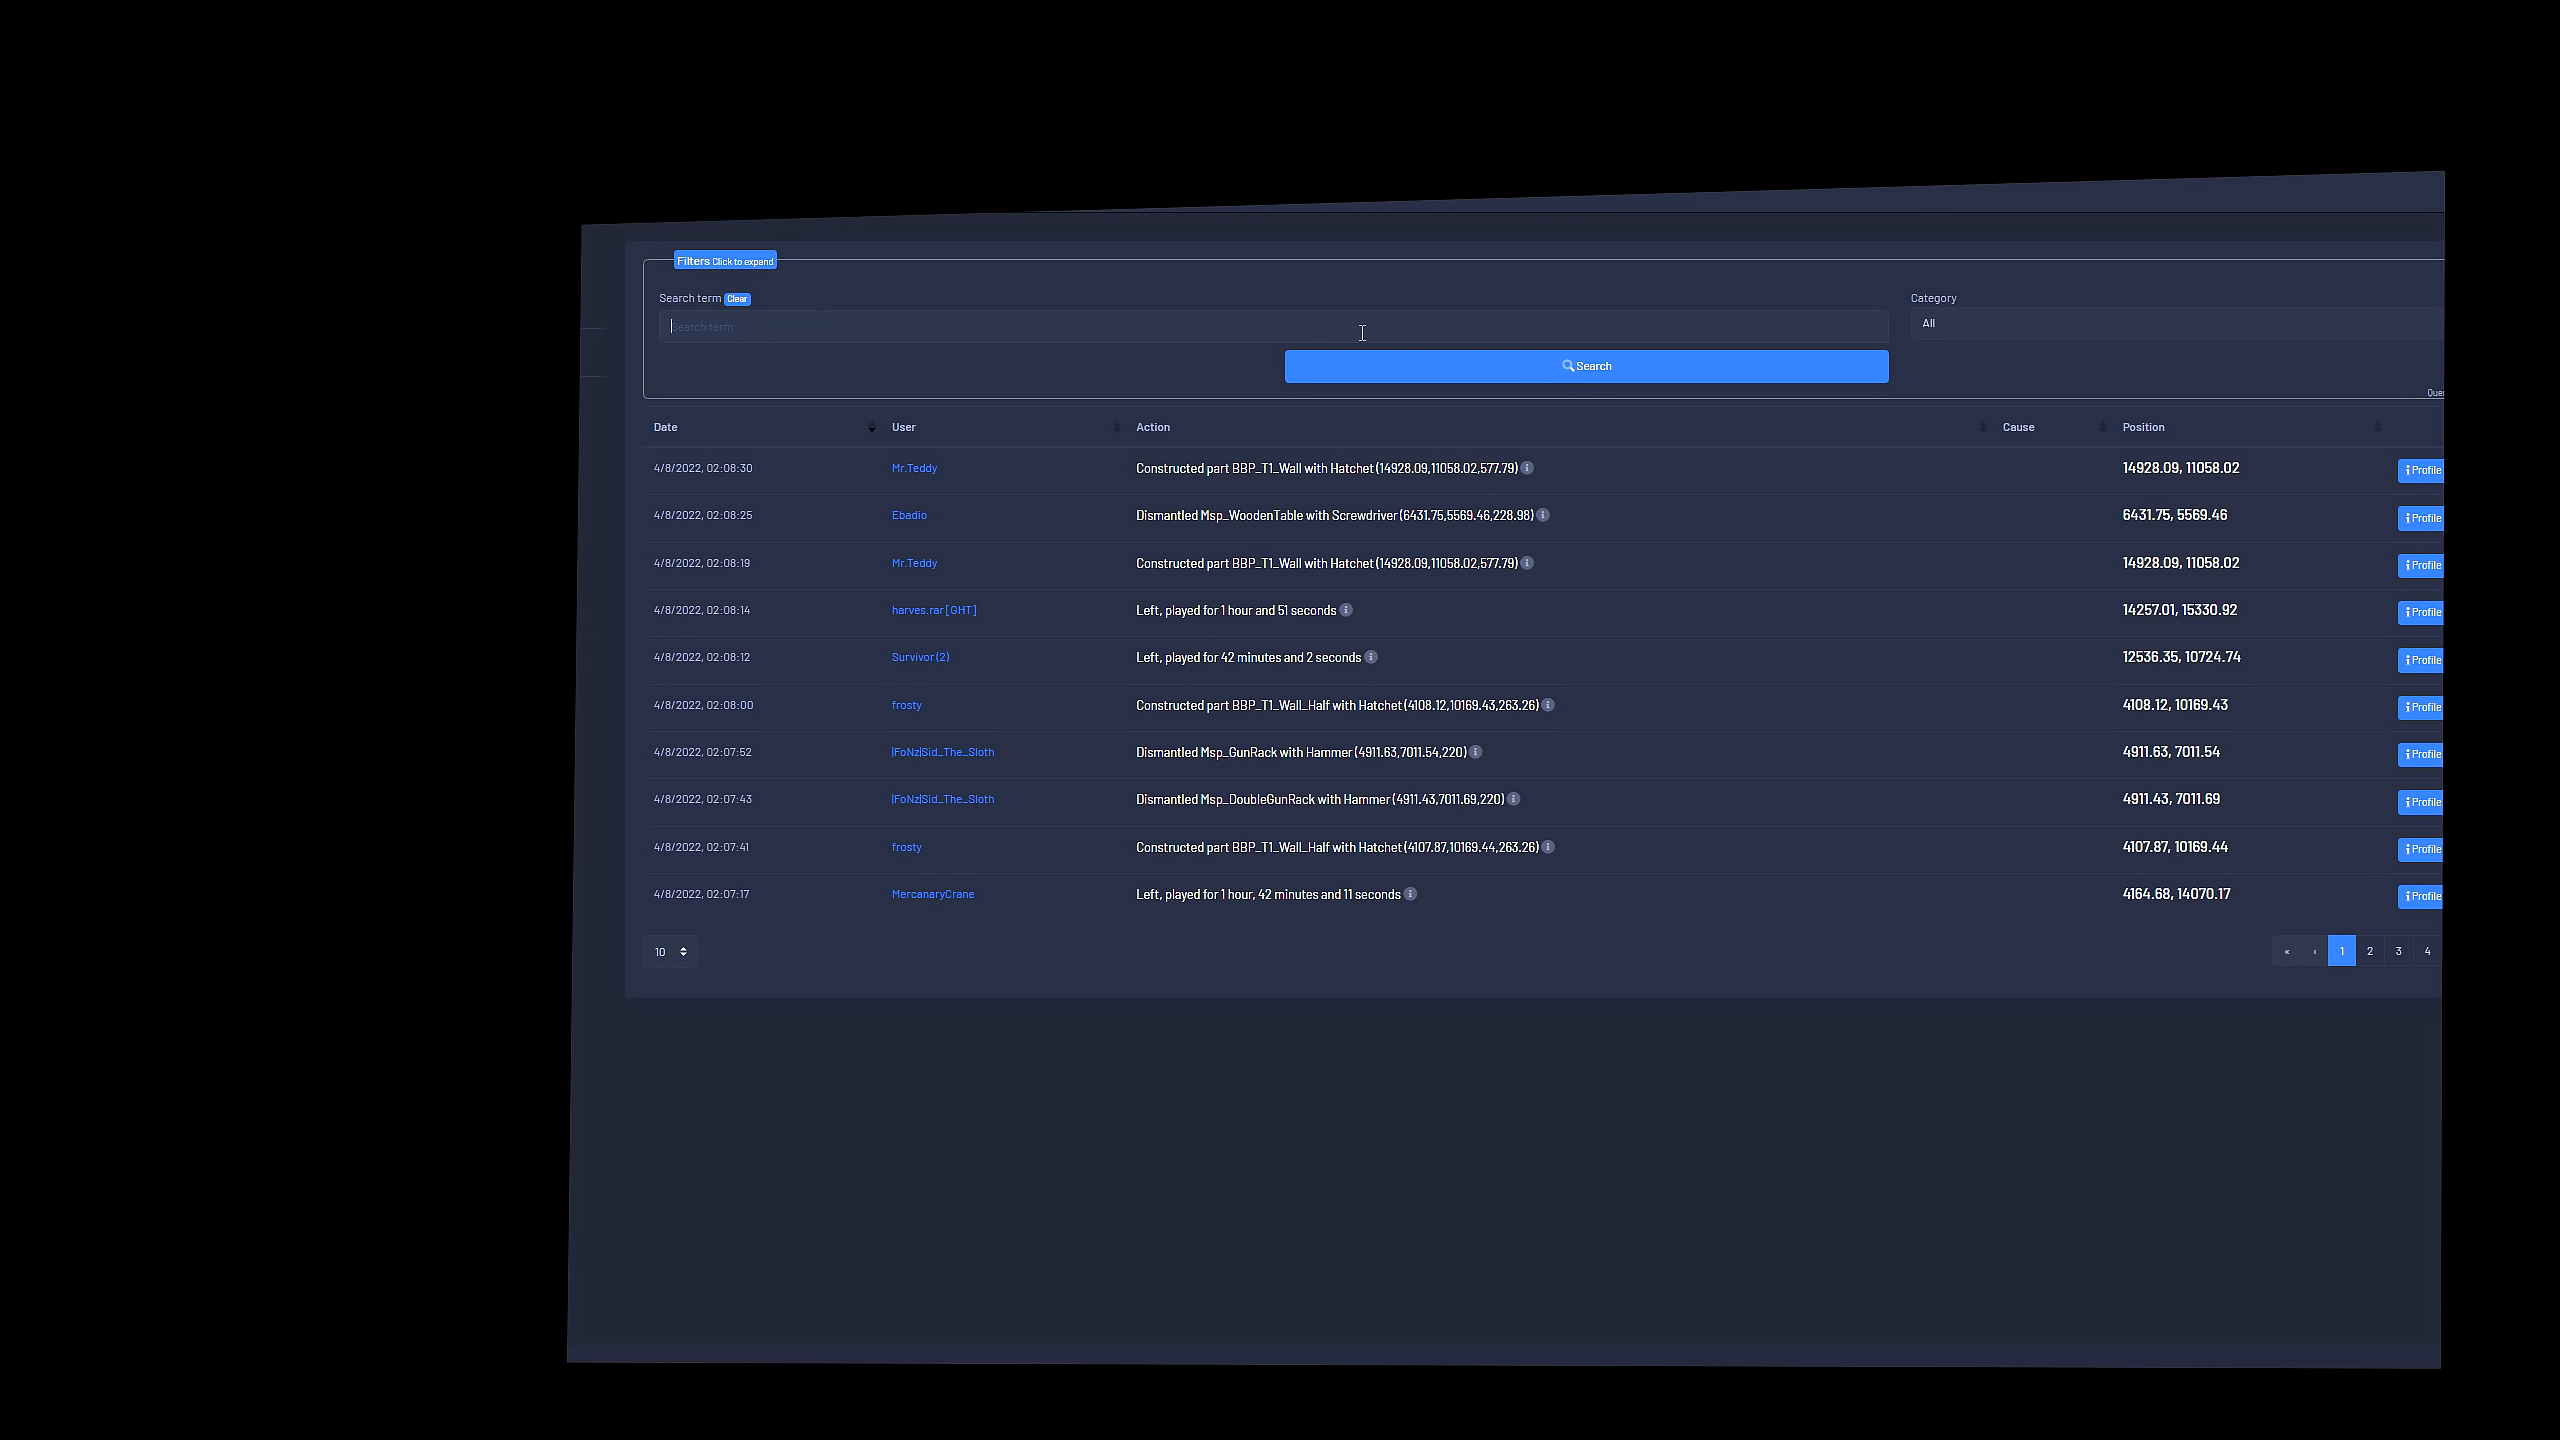 Filters Click to expand
Search term Clear
Category
Search term
All
Search
Date User Action Cause Position
4/8/2022, 02:08:30 Mr.Teddy Constructed part BBP_T1_Wall with Hatchet (14928.09,11058.02,577.79) 14928.09, 11058.02 Profile
4/8/2022, 02:08:25 Ebadio Dismantled Msp_WoodenTable with Screwdriver (6431.75,5569.46,228.98) 6431.75, 5569.46 Profile
4/8/2022, 02:08:19 Mr.Teddy Constructed part BBP_T1_Wall with Hatchet (14928.09,11058.02,577.79) 14928.09, 11058.02 Profile
4/8/2022, 02:08:14 harves.rar [GHT] Left, played for 1 hour and 51 seconds 14257.01, 15330.92 Profile
4/8/2022, 02:08:12 Survivor (2) Left, played for 42 minutes and 2 seconds 12536.35, 10724.74 Profile
4/8/2022, 02:08:00 frosty Constructed part BBP_T1_Wall_Half with Hatchet (4108.12,10169.43,263.26) 4108.12, 10169.43 Profile
4/8/2022, 02:07:52 |FoNz|Sid_The_Sloth Dismantled Msp_GunRack with Hammer (4911.63,7011.54,220) 4911.63, 7011.54 Profile
4/8/2022, 02:07:43 |FoNz|Sid_The_Sloth Dismantled Msp_DoubleGunRack with Hammer (4911.43,7011.69,220) 4911.43, 7011.69 Profile
4/8/2022, 02:07:41 frosty Constructed part BBP_T1_Wall_Half with Hatchet (4107.87,10169.44,263.26) 4107.87, 10169.44 Profile
4/8/2022, 02:07:17 MercanaryCrane Left, played for 1 hour, 42 minutes and 11 seconds 4164.68, 14070.17 Profile
10 « ‹ 1 2 3 4